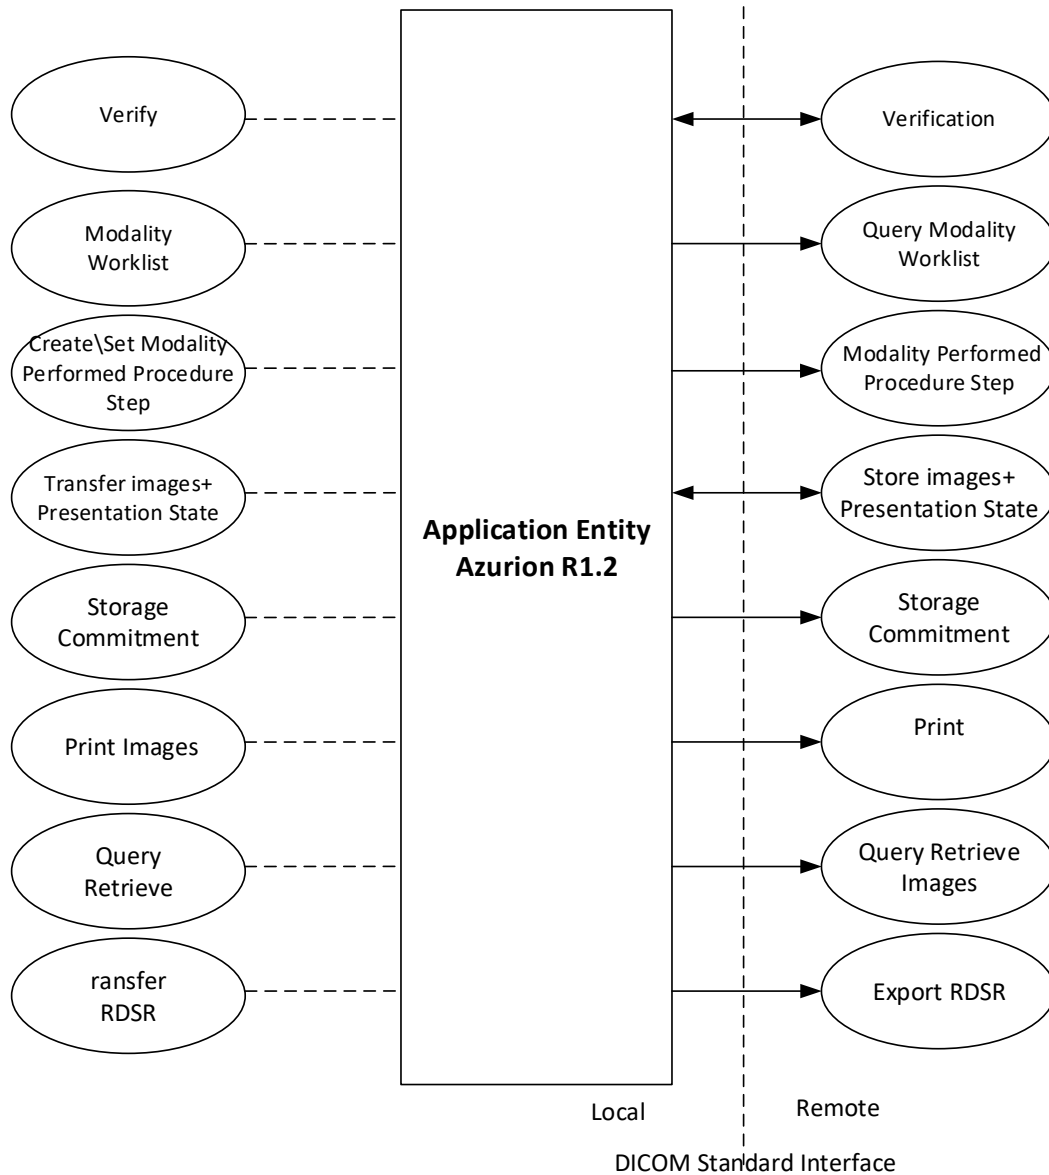 Verify
Verification
Modality
Worklist
Query Modality
Worklist
Create\Set Modality
Performed Procedure
Step
Modality Performed
Procedure Step
Transfer images+
Presentation State
Store images+
Presentation State
Application Entity
Azurion R1.2
Storage
Commitment
Storage
Commitment
Print Images
Print
Query
Retrieve
Query Retrieve
Images
ransfer
RDSR
Export RDSR
Local
Remote
DICOM Standard Interface